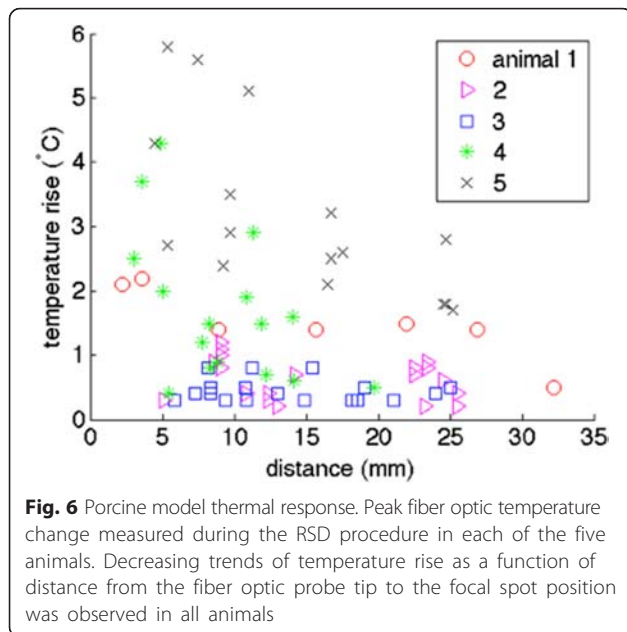 6
5
4
3
2
1
0
temperature rise (°C)
0 5 10 15 20 25 30 35
distance (mm)
animal 1
2
3
4
5
Fig. 6 Porcine model thermal response. Peak fiber optic temperature
change measured during the RSD procedure in each of the five
animals. Decreasing trends of temperature rise as a function of
distance from the fiber optic probe tip to the focal spot position
was observed in all animals